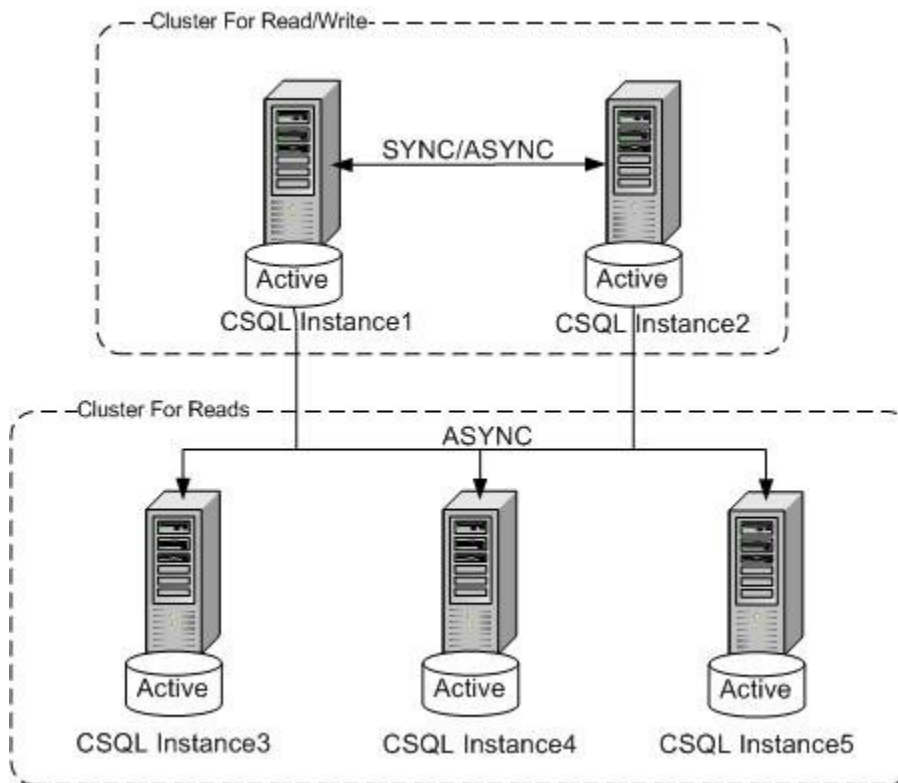 Cluster For Read/Write
SYNC/ASYNC
Active
Active
CSQL Instance1
CSQL Instance2
Cluster For Reads
ASYNC
Active
Active
Active
CSQL Instance3
CSQL Instance4
CSQL Instance5